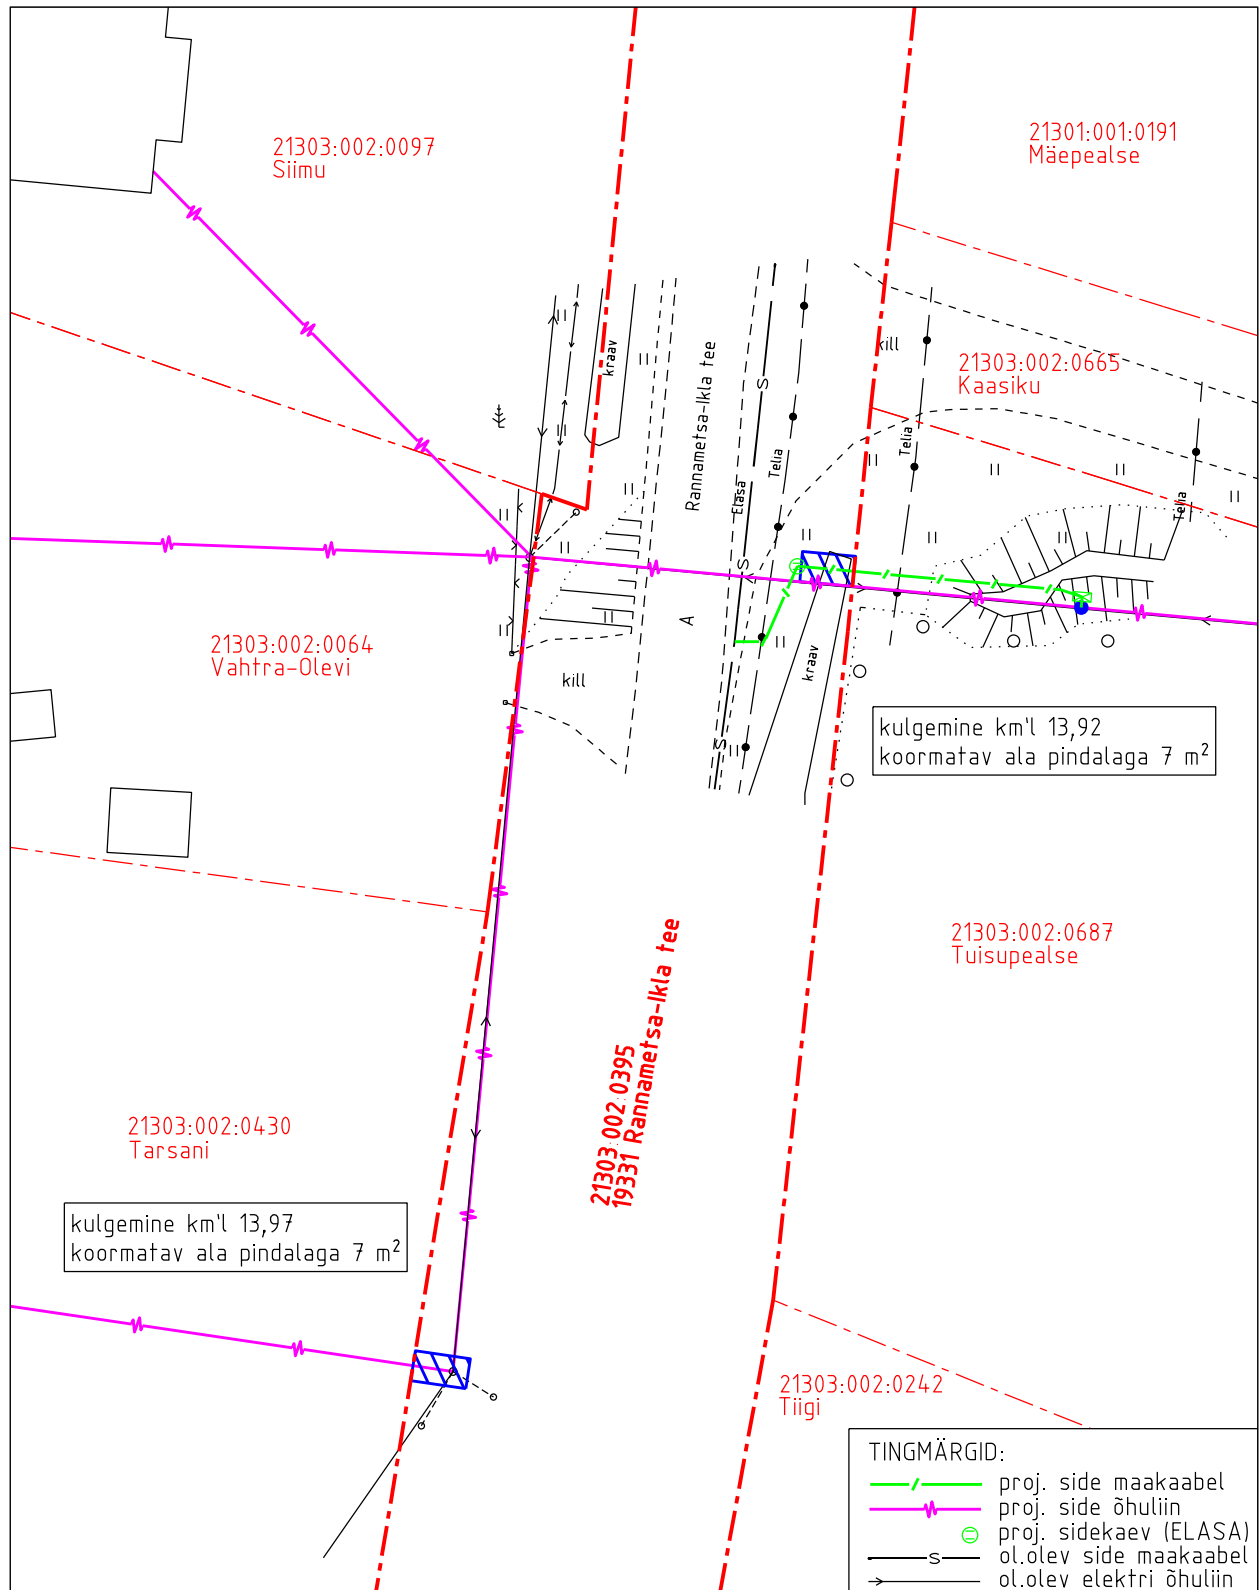 21303:002:0097
Siimu
21301:001:0191
Mäepealse
kraav
Rannametsa-Ikla tee
S
kill
21303:002:0665
Kaasiku
Telia
Telia
Elasa
Telia
S
A
21303:002:0064
Vahtra-Olevi
kill
kraav
S
kulgemine km'l 13,92
koormatav ala pindalaga 7 m²
21303:002:0687
Tuisupealse
21303:002:0395
19331 Rannametsa-Ikla tee
21303:002:0430
Tarsani
kulgemine km'l 13,97
koormatav ala pindalaga 7 m²
21303:002:0242
Tiigi
TINGMÄRGID:
proj. side maakaabel
proj. side õhuliin
proj. sidekaev (ELASA)
S ol.olev side maakaabel
ol.olev elektri õhuliin